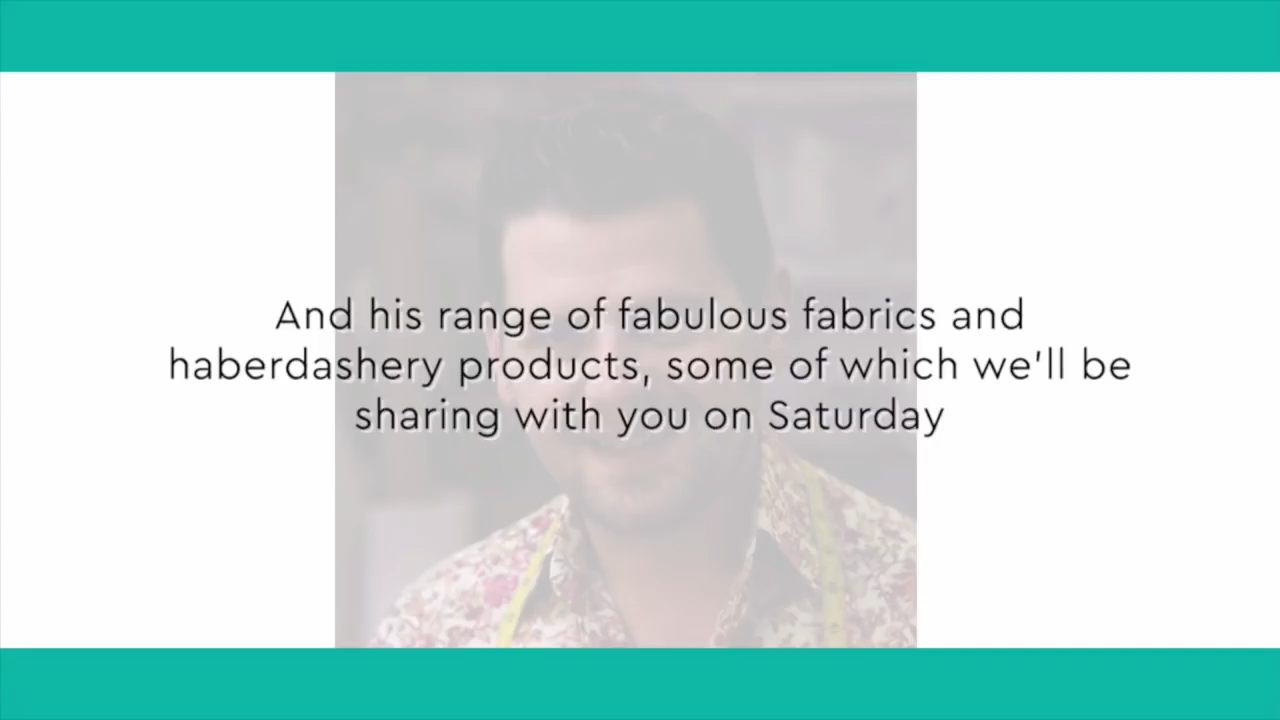 And his range of fabulous fabrics and
haberdashery products, some of which we'll be
sharing with you on Saturday